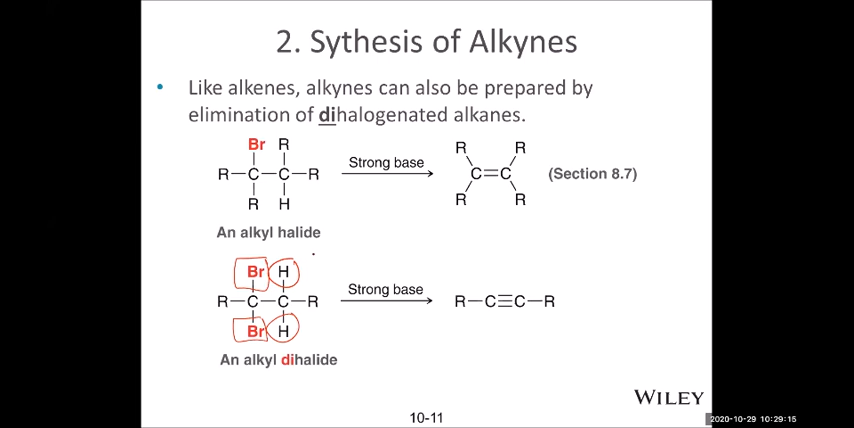 2. Sythesis of Alkynes
• Like alkenes, alkynes can also be prepared by
elimination of dihalogenated alkanes.
Br R
R—C—C—R
R H
Strong base
R R
C=C
R R
(Section 8.7)
An alkyl halide
Br H
R—C—C—R
Br H
Strong base
R—C≡C—R
An alkyl dihalide
WILEY
10-11
2020-10-29 10:29:15